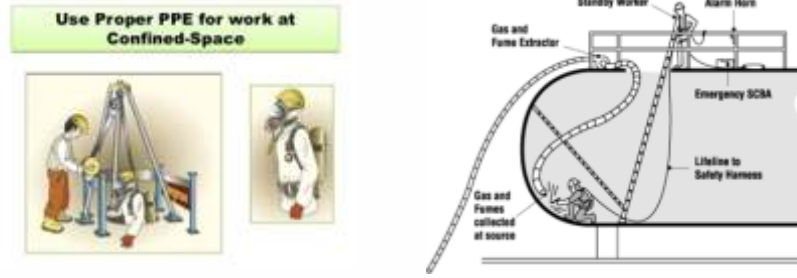 Use Proper PPE for work at
Confined-Space
Standby Worker
Alarm Horn
Gas and
Fume Extractor
Emergency SCBA
Lifeline to
Safety Harness
Gas and
Fumes
collected
at source